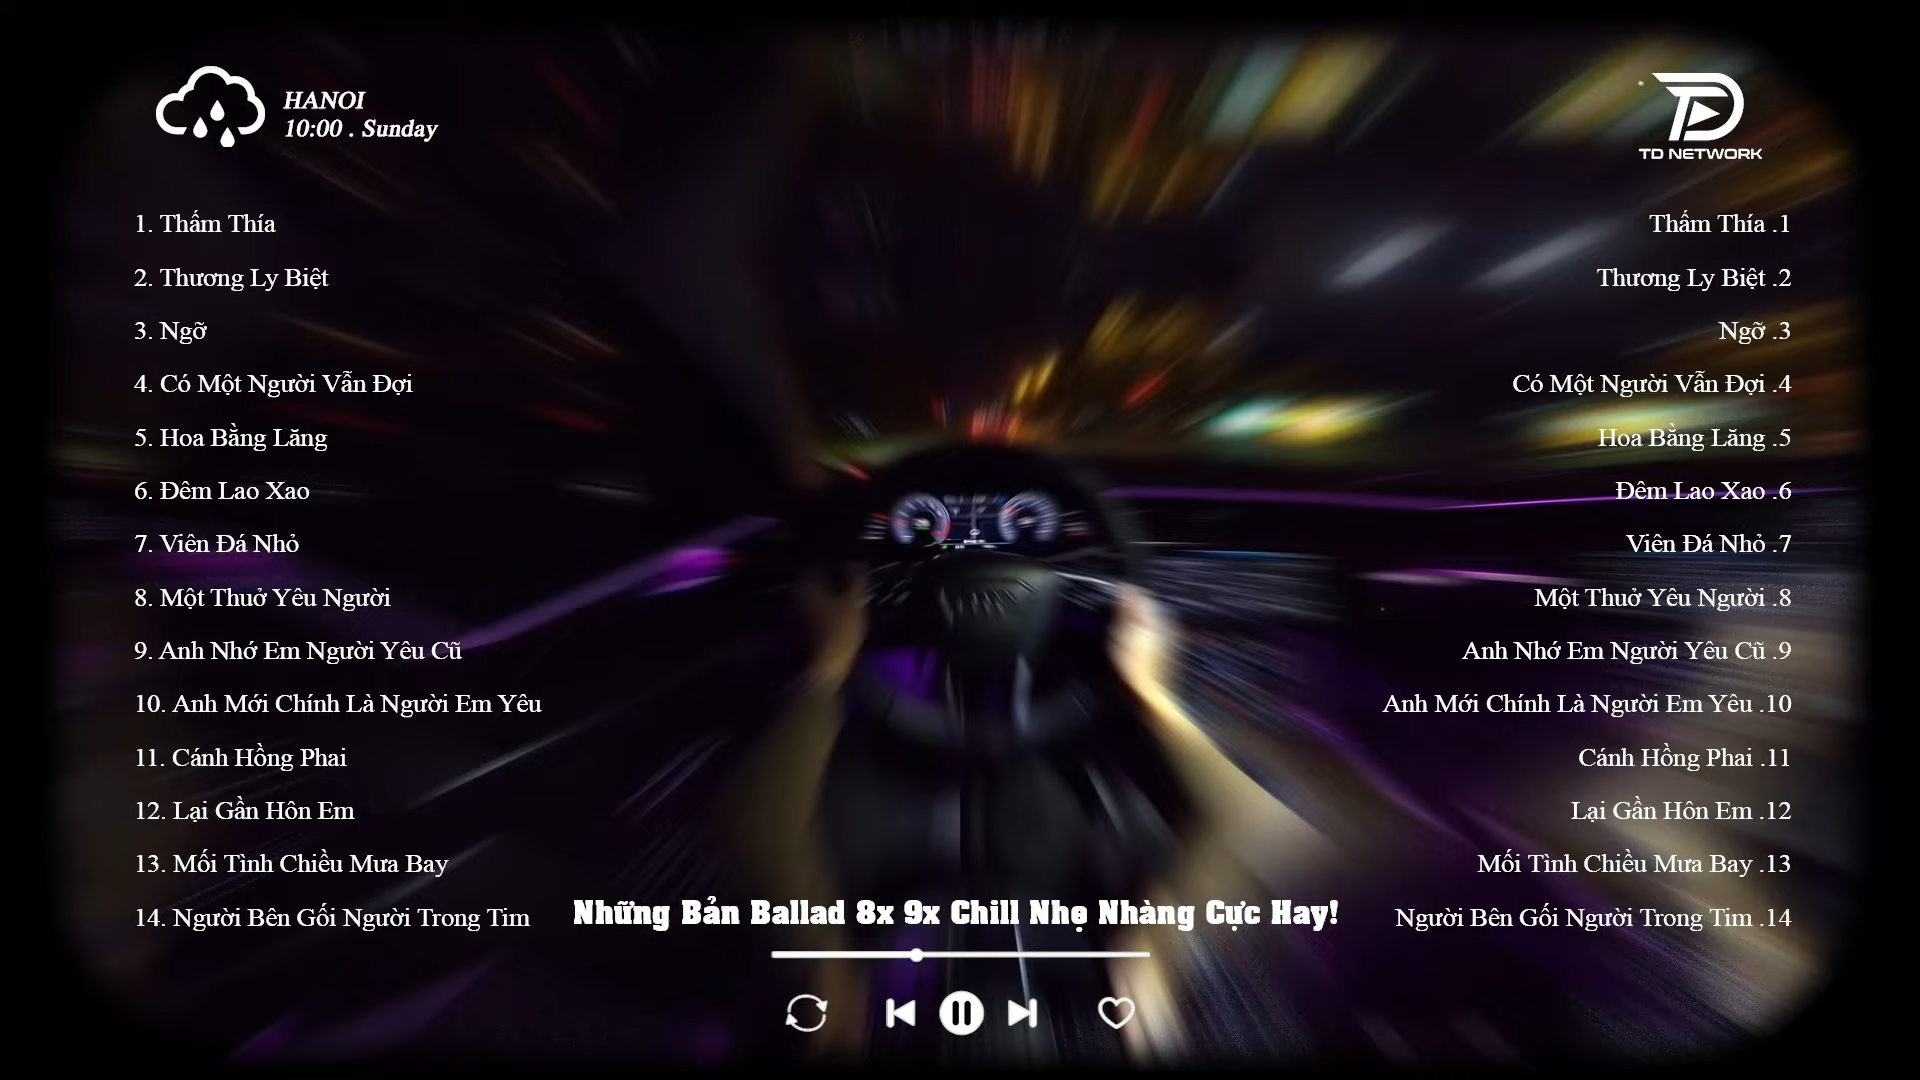 HANOI
10:00 . Sunday
TD NETWORK
1. Thấm Thía
2. Thương Ly Biệt
3. Ngỡ
4. Có Một Người Vẫn Đợi
5. Hoa Bằng Lăng
6. Đêm Lao Xao
7. Viên Đá Nhỏ
8. Một Thuở Yêu Người
9. Anh Nhớ Em Người Yêu Cũ
10. Anh Mới Chính Là Người Em Yêu
11. Cánh Hồng Phai
12. Lại Gần Hôn Em
13. Mối Tình Chiều Mưa Bay
14. Người Bên Gối Người Trong Tim
Thấm Thía .1
Thương Ly Biệt .2
Ngỡ .3
Có Một Người Vẫn Đợi .4
Hoa Bằng Lăng .5
Đêm Lao Xao .6
Viên Đá Nhỏ .7
Một Thuở Yêu Người .8
Anh Nhớ Em Người Yêu Cũ .9
Anh Mới Chính Là Người Em Yêu .10
Cánh Hồng Phai .11
Lại Gần Hôn Em .12
Mối Tình Chiều Mưa Bay .13
Người Bên Gối Người Trong Tim .14
Những Bản Ballad 8x 9x Chill Nhẹ Nhàng Cực Hay!